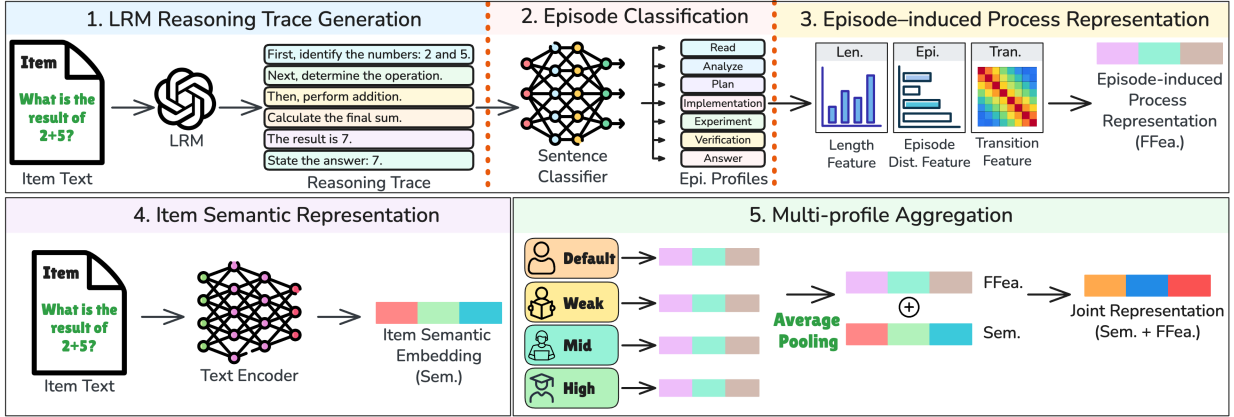 1. LRM Reasoning Trace Generation
Item
What is the
result of
2+5?
Item Text
LRM
First, identify the numbers: 2 and 5.
Next, determine the operation.
Then, perform addition.
Calculate the final sum.
The result is 7.
State the answer: 7.
Reasoning Trace
2. Episode Classification
Sentence
Classifier
Read
Analyze
Plan
Implementation
Experiment
Verification
Answer
Epi. Profiles
3. Episode–induced Process Representation
Len.
Epi.
Tran.
Length
Feature
Episode
Dist. Feature
Transition
Feature
Episode-induced
Process
Representation
(FFea.)
4. Item Semantic Representation
Item
What is the
result of
2+5?
Item Text
Text Encoder
Item Semantic
Embedding
(Sem.)
5. Multi-profile Aggregation
Default
Weak
Mid
High
Average
Pooling
FFea.
+
Sem.
Joint Representation
(Sem. + FFea.)